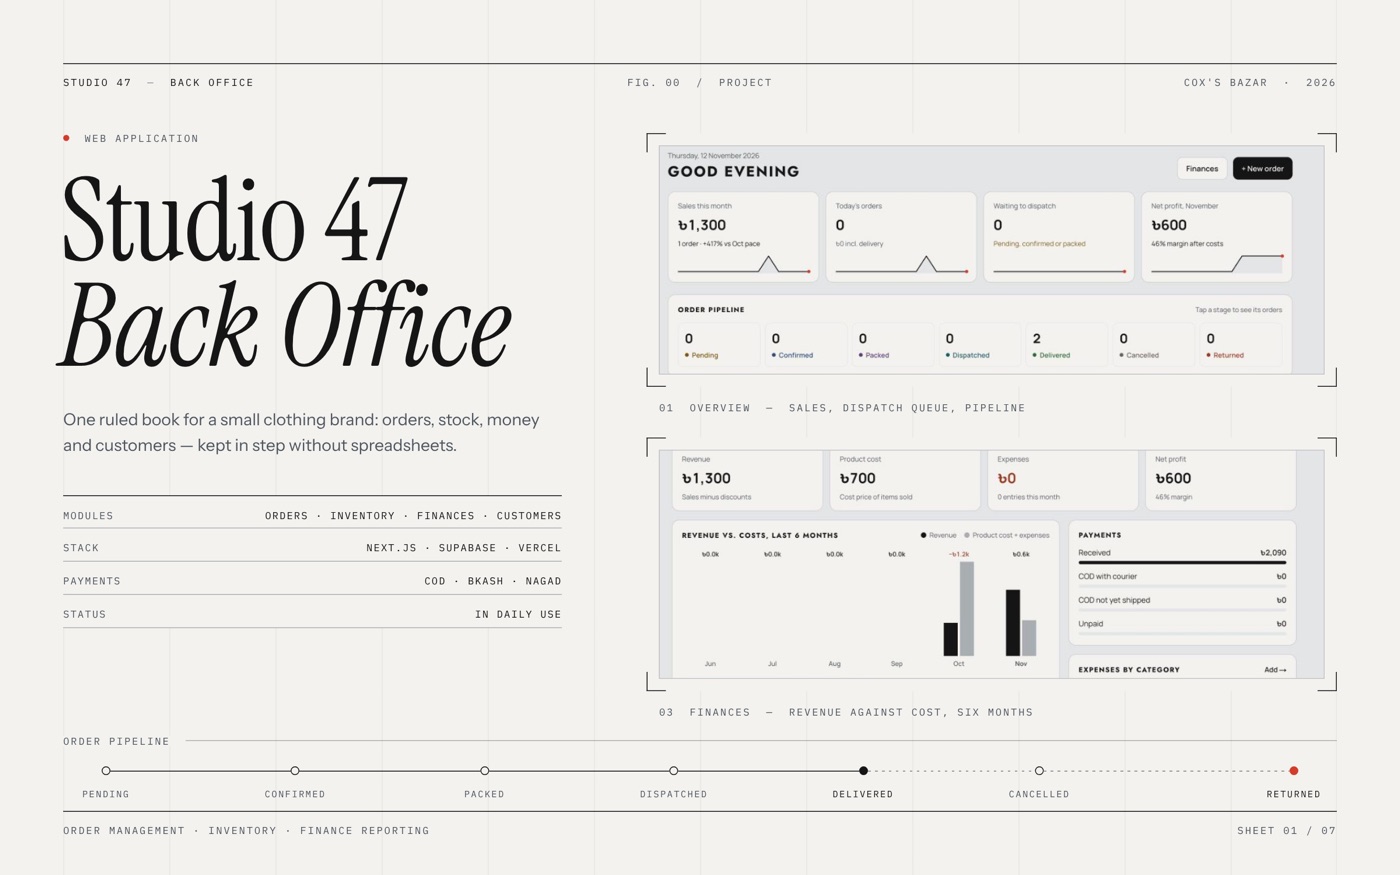 STUDIO 47 — BACK OFFICE
FIG. 00 / PROJECT
COX'S BAZAR · 2026
WEB APPLICATION
Studio 47
Back Office
One ruled book for a small clothing brand: orders, stock, money
and customers — kept in step without spreadsheets.
MODULES ORDERS · INVENTORY · FINANCES · CUSTOMERS
STACK NEXT.JS · SUPABASE · VERCEL
PAYMENTS COD · BKASH · NAGAD
STATUS IN DAILY USE
Thursday, 12 November 2026
GOOD EVENING
Finances
+ New order
Sales this month
৳1,300
1 order · +417% vs Oct pace
Today's orders
0
৳0 incl. delivery
Waiting to dispatch
0
Pending, confirmed or packed
Net profit, November
৳600
46% margin after costs
ORDER PIPELINE
Tap a stage to see its orders
0
Pending
0
Confirmed
0
Packed
0
Dispatched
2
Delivered
0
Cancelled
0
Returned
01 OVERVIEW — SALES, DISPATCH QUEUE, PIPELINE
Revenue
৳1,300
Sales minus discounts
Product cost
৳700
Cost price of items sold
Expenses
৳0
0 entries this month
Net profit
৳600
46% margin
REVENUE VS. COSTS, LAST 6 MONTHS
Revenue
Product cost + expenses
৳0.0k ৳0.0k ৳0.0k ৳0.0k -৳1.2k ৳0.6k
Jun Jul Aug Sep Oct Nov
PAYMENTS
Received ৳2,090
COD with courier ৳0
COD not yet shipped ৳0
Unpaid ৳0
EXPENSES BY CATEGORY Add →
03 FINANCES — REVENUE AGAINST COST, SIX MONTHS
ORDER PIPELINE
PENDING CONFIRMED PACKED DISPATCHED DELIVERED CANCELLED RETURNED
ORDER MANAGEMENT · INVENTORY · FINANCE REPORTING
SHEET 01 / 07